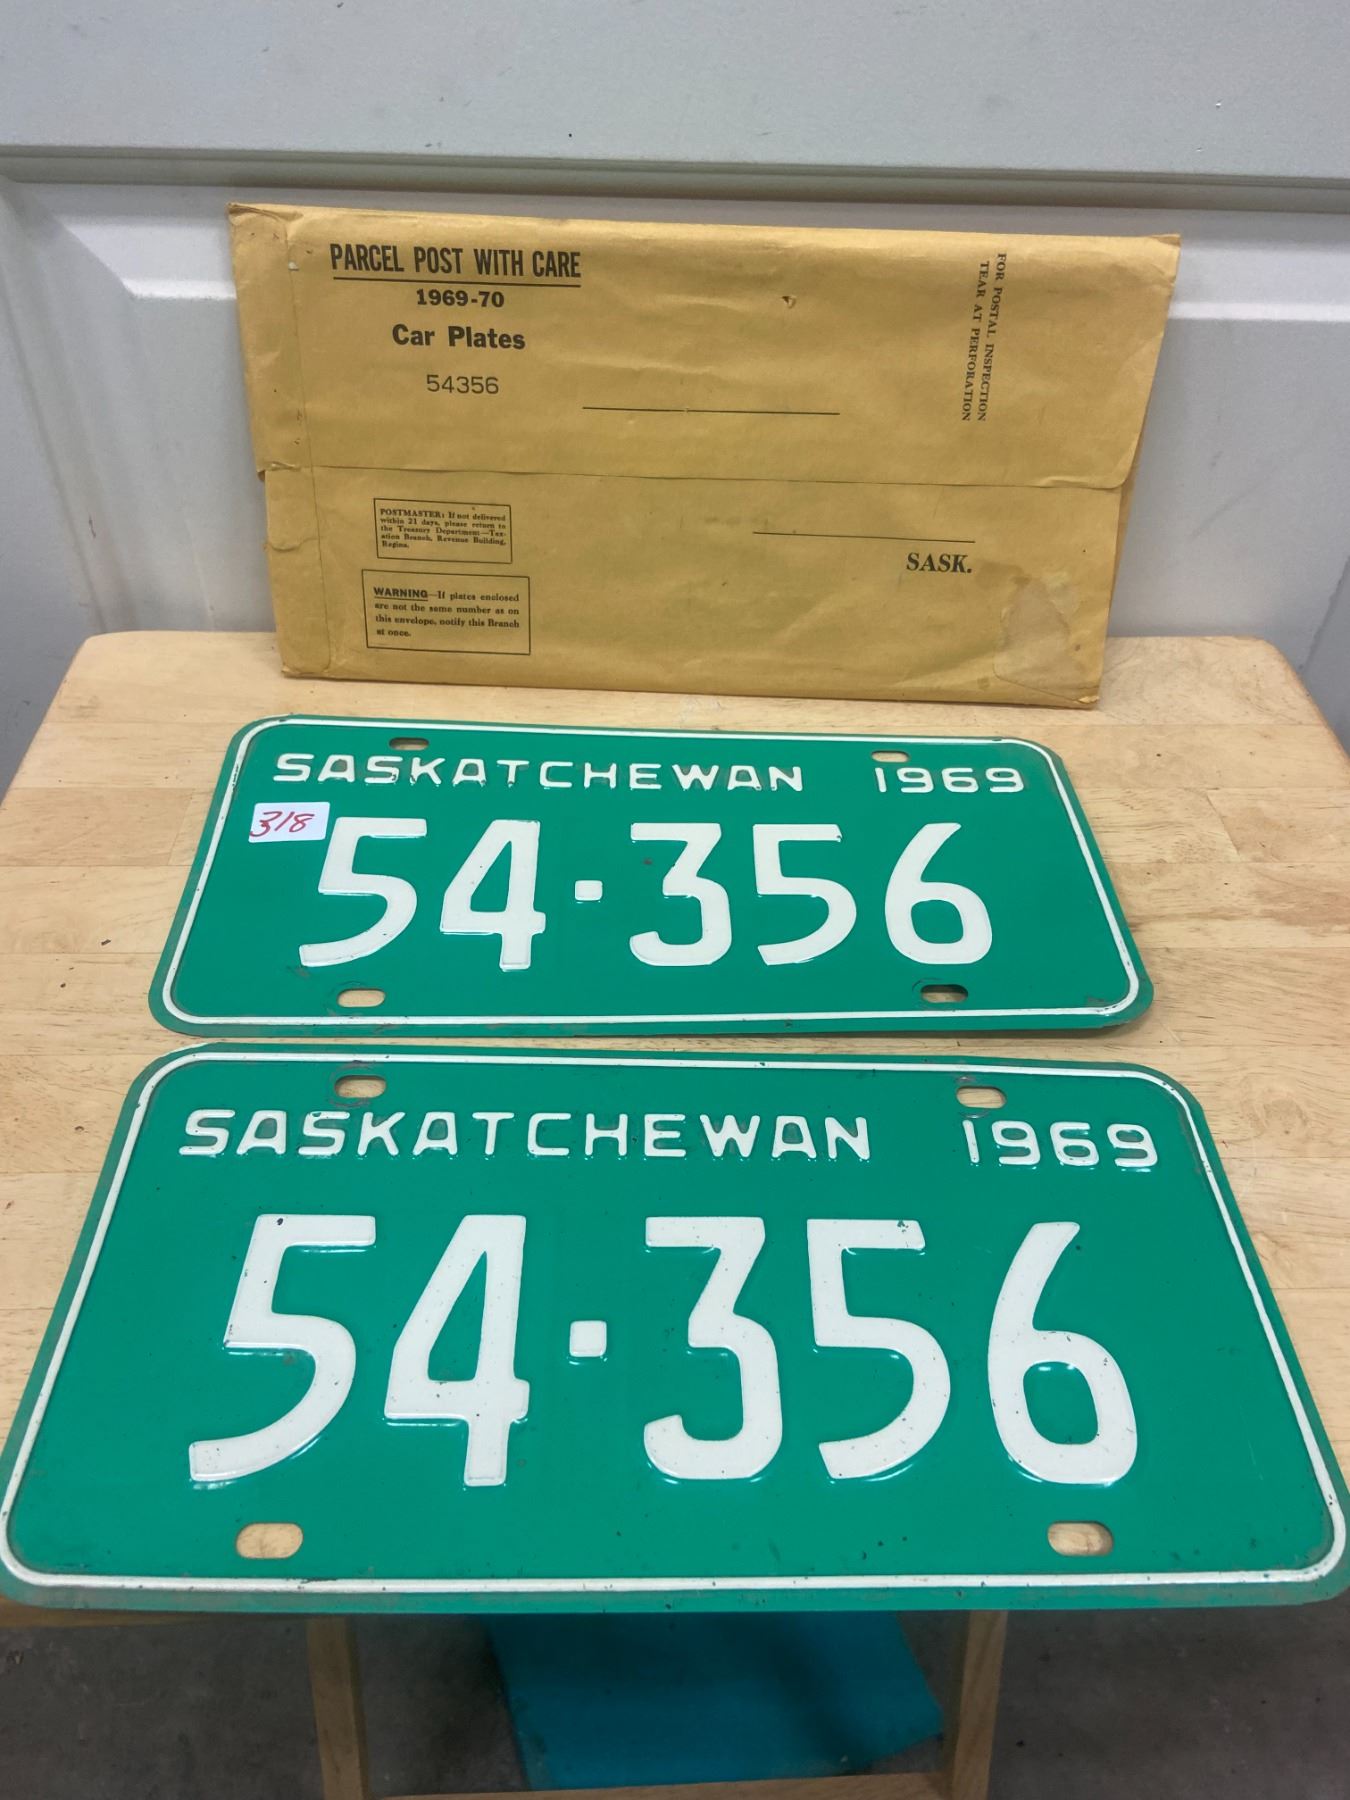 PARCEL POST WITH CARE
1969-70
Car Plates
54356
FOR POSTAL INSPECTION
TEAR AT PERFORATION
POSTMASTER: If not delivered
within 21 days, please return to
the Treasury Department—Tax-
ation Branch, Revenue Building,
Regina.
WARNING—If plates enclosed
are not the same number as on
this envelope, notify this Branch
at once.
SASK.
SASKATCHEWAN 1969
318
54·356
SASKATCHEWAN 1969
54·356